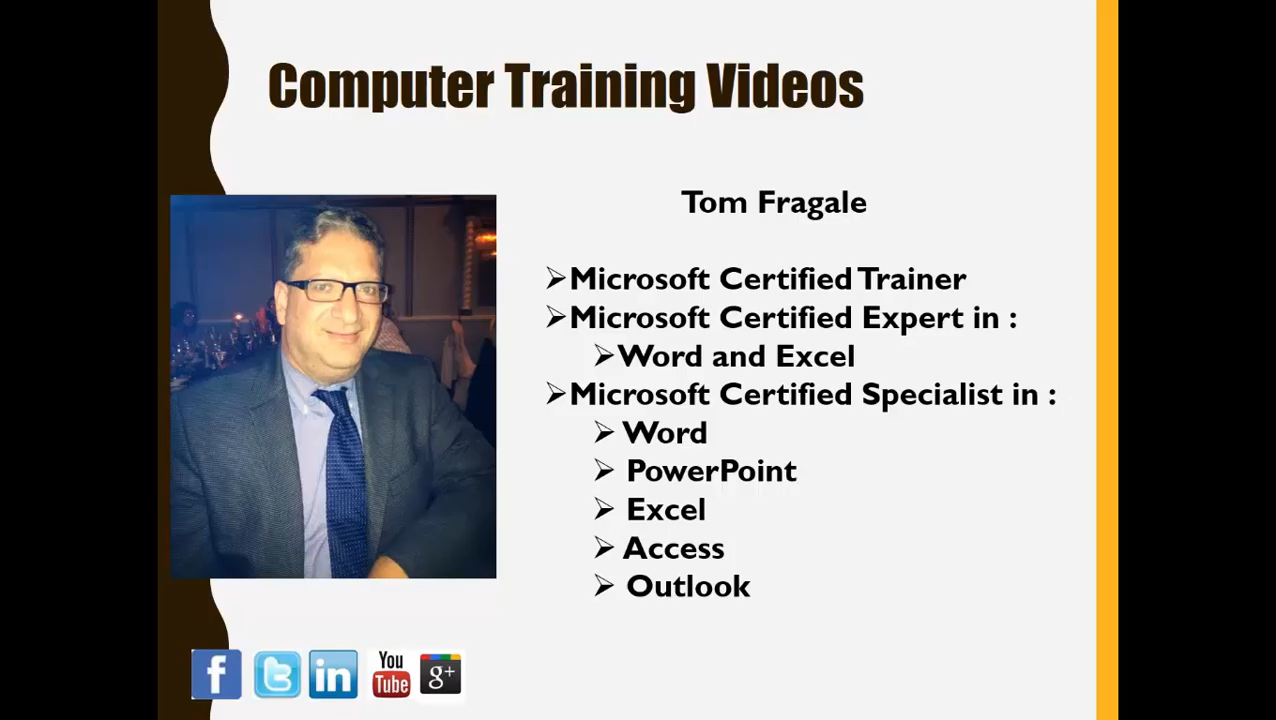 Computer Training Videos
Tom Fragale
Microsoft Certified Trainer
Microsoft Certified Expert in :
Word and Excel
Microsoft Certified Specialist in :
Word
PowerPoint
Excel
Access
Outlook
f t in You Tube g+